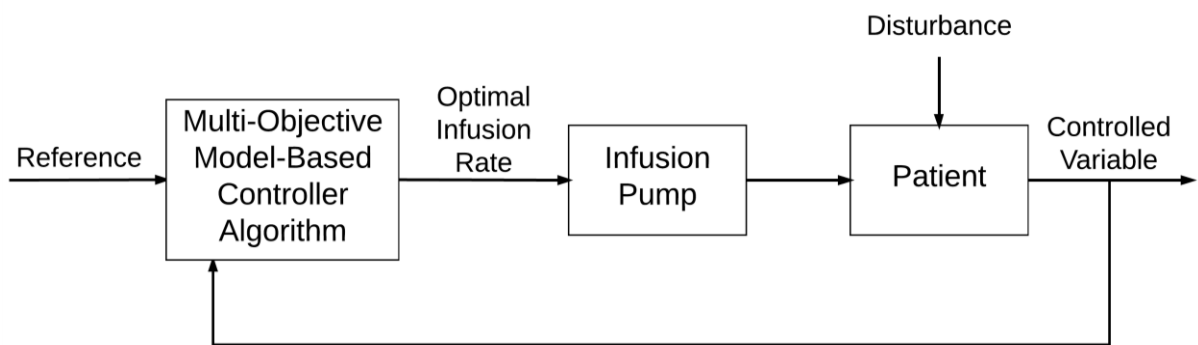 Disturbance
Reference
Multi-Objective
Model-Based
Controller
Algorithm
Optimal
Infusion
Rate
Infusion
Pump
Patient
Controlled
Variable